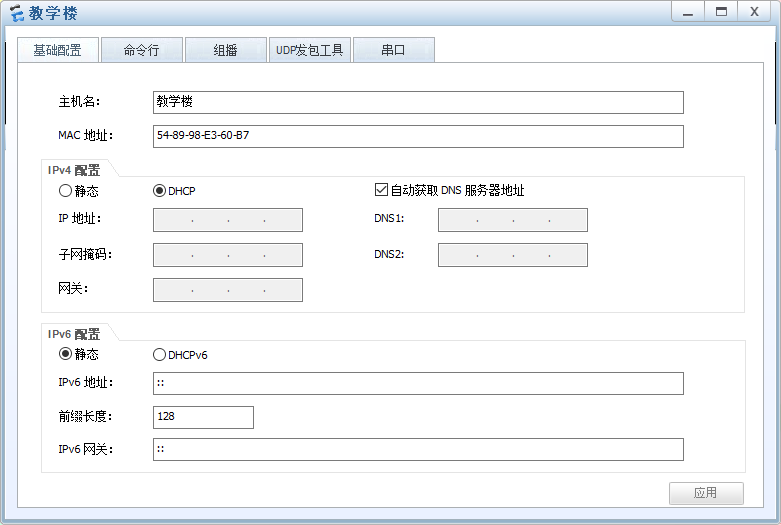 教学楼
基础配置 命令行 组播 UDP发包工具 串口
主机名: 教学楼
MAC 地址: 54-89-98-E3-60-B7
IPv4 配置
静态 DHCP 自动获取 DNS 服务器地址
IP 地址: . . . DNS1: . . .
子网掩码: . . . DNS2: . . .
网关: . . .
IPv6 配置
静态 DHCPv6
IPv6 地址: ::
前缀长度: 128
IPv6 网关: ::
应用